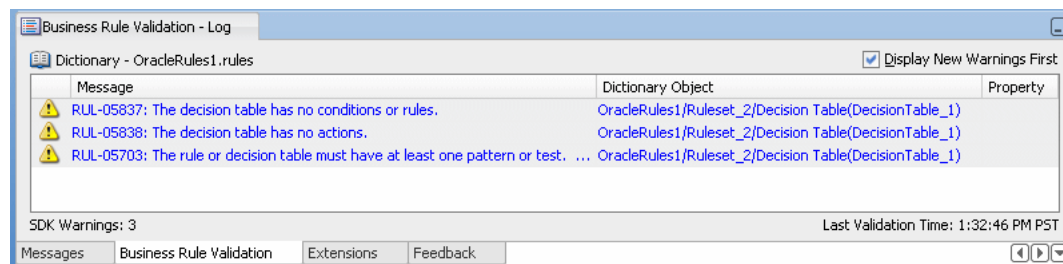 Business Rule Validation - Log
Dictionary - OracleRules1.rules Display New Warnings First
Message Dictionary Object Property
RUL-05837: The decision table has no conditions or rules. OracleRules1/Ruleset_2/Decision Table(DecisionTable_1)
RUL-05838: The decision table has no actions. OracleRules1/Ruleset_2/Decision Table(DecisionTable_1)
RUL-05703: The rule or decision table must have at least one pattern or test. ... OracleRules1/Ruleset_2/Decision Table(DecisionTable_1)
SDK Warnings: 3 Last Validation Time: 1:32:46 PM PST
Messages Business Rule Validation Extensions Feedback